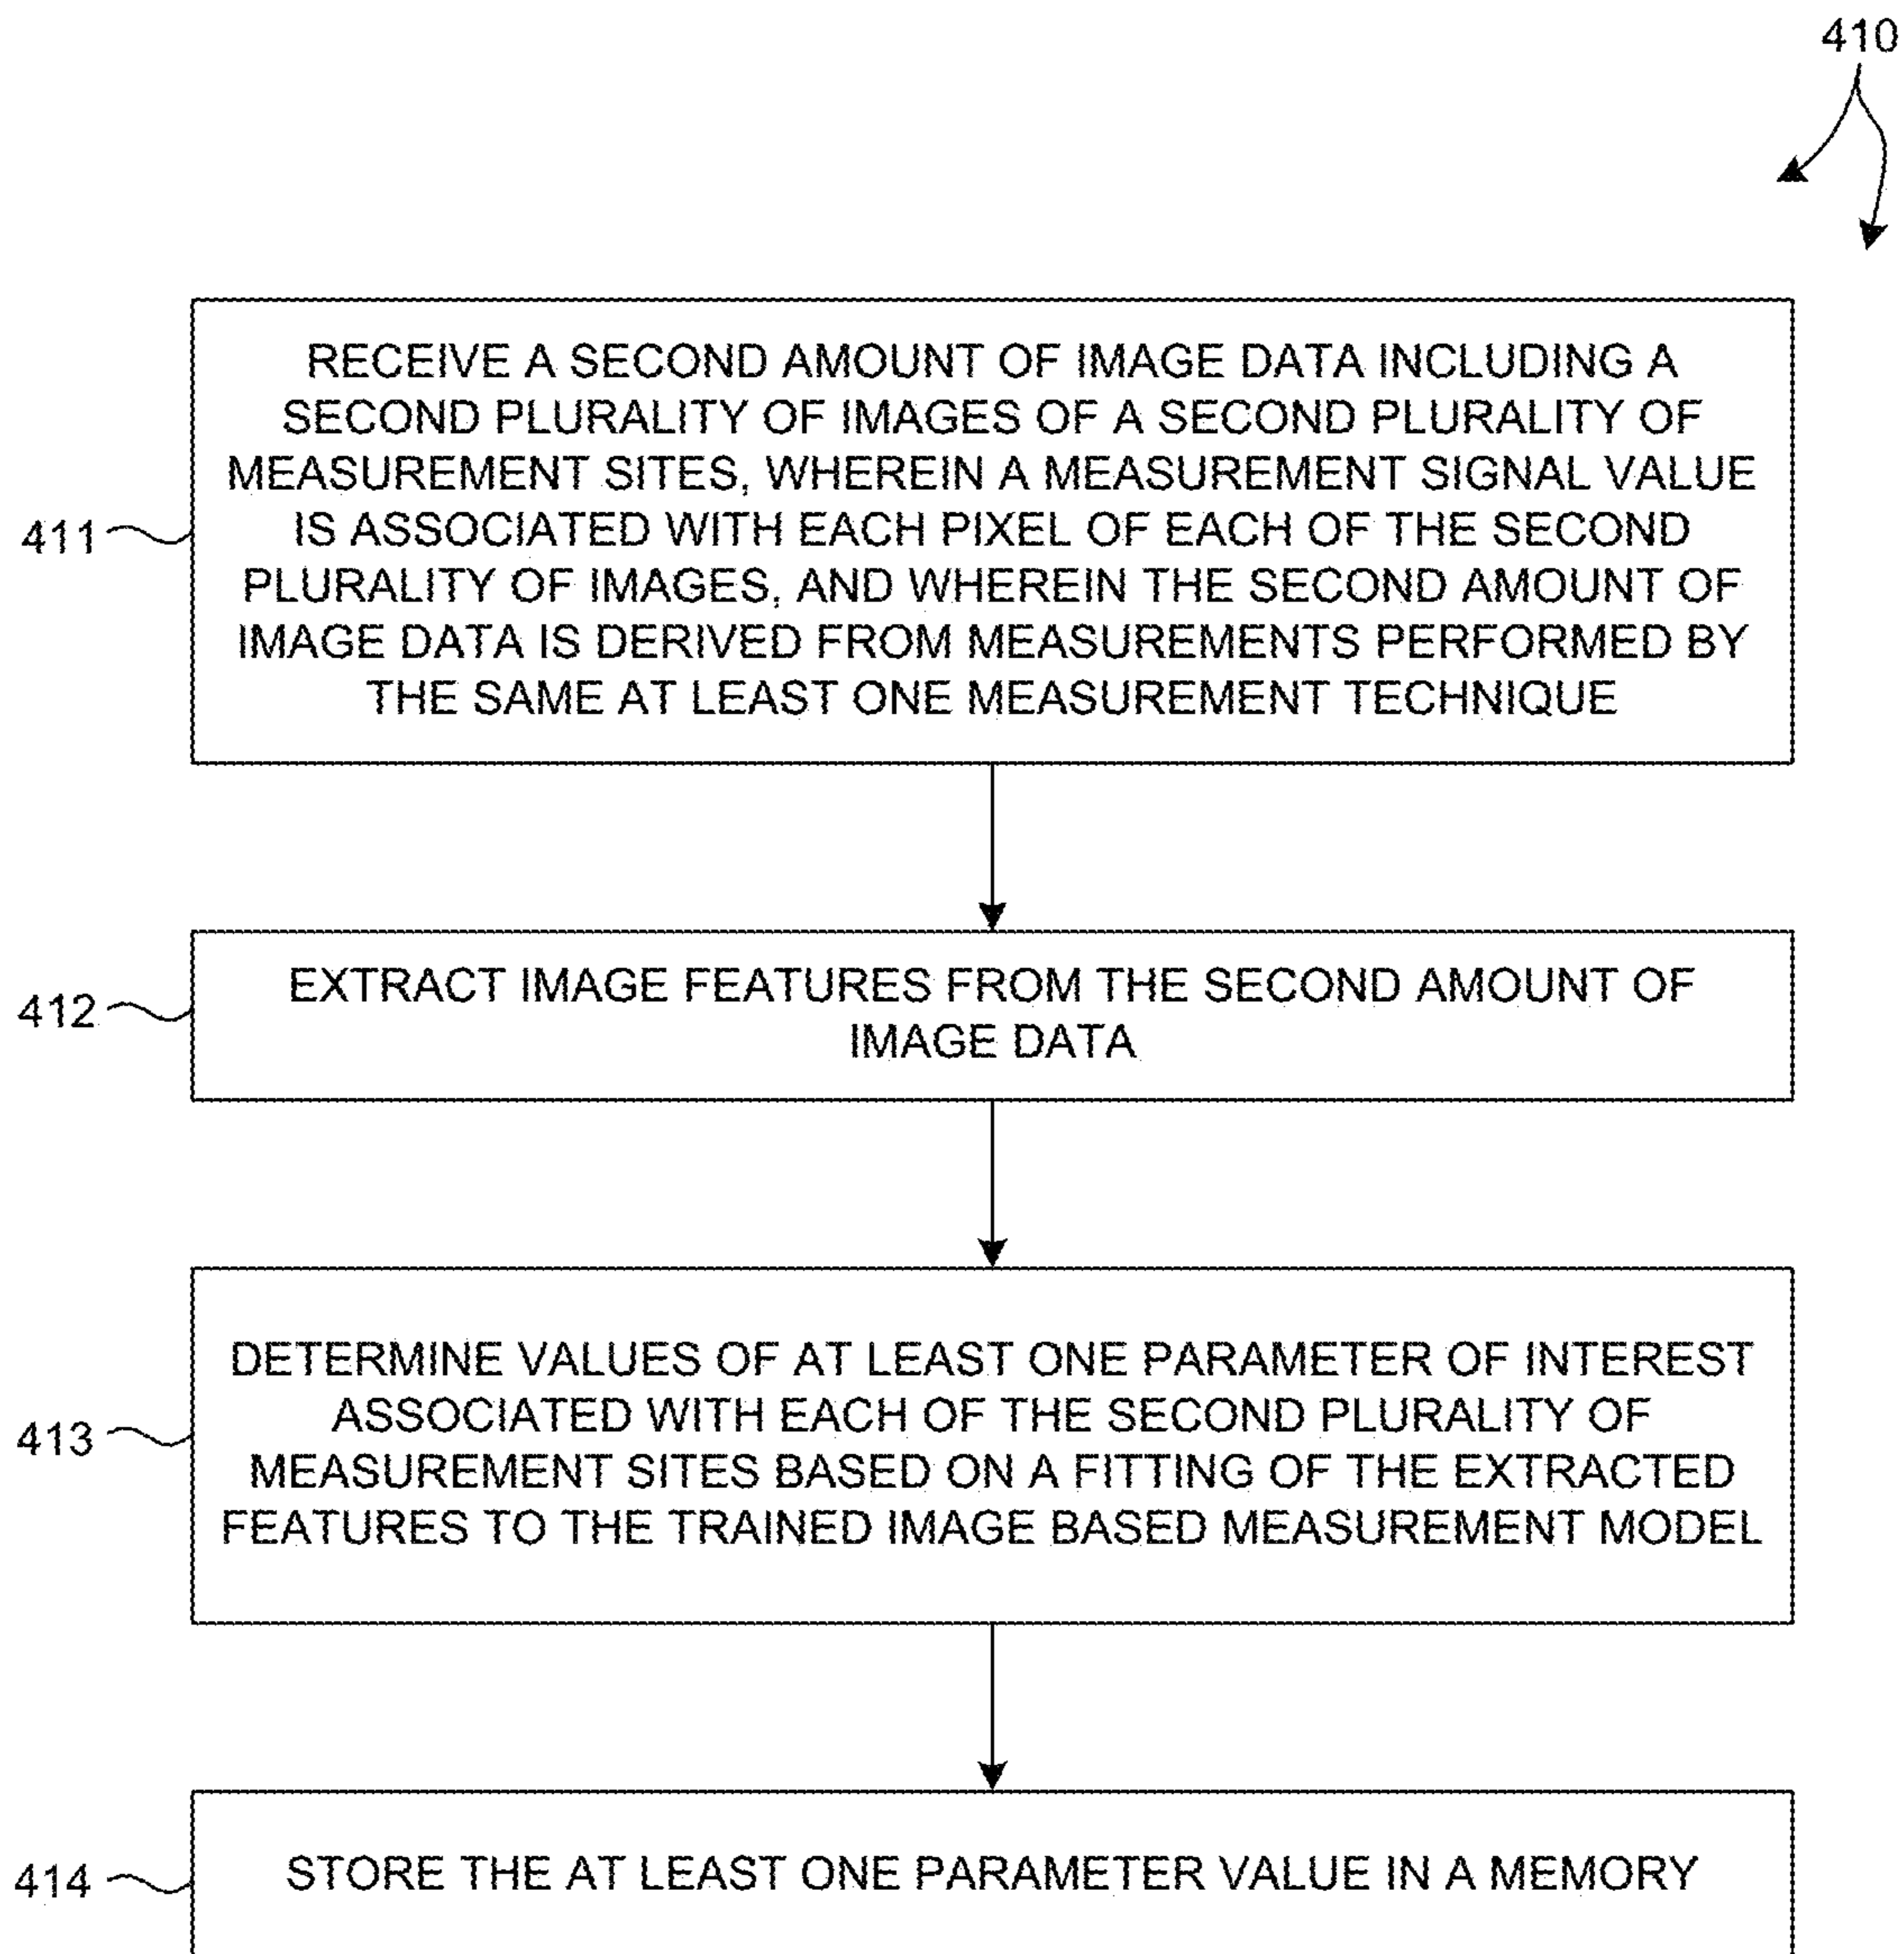 410
RECEIVE A SECOND AMOUNT OF IMAGE DATA INCLUDING A
SECOND PLURALITY OF IMAGES OF A SECOND PLURALITY OF
MEASUREMENT SITES, WHEREIN A MEASUREMENT SIGNAL VALUE
IS ASSOCIATED WITH EACH PIXEL OF EACH OF THE SECOND
PLURALITY OF IMAGES, AND WHEREIN THE SECOND AMOUNT OF
IMAGE DATA IS DERIVED FROM MEASUREMENTS PERFORMED BY
THE SAME AT LEAST ONE MEASUREMENT TECHNIQUE
411
EXTRACT IMAGE FEATURES FROM THE SECOND AMOUNT OF
IMAGE DATA
412
DETERMINE VALUES OF AT LEAST ONE PARAMETER OF INTEREST
ASSOCIATED WITH EACH OF THE SECOND PLURALITY OF
MEASUREMENT SITES BASED ON A FITTING OF THE EXTRACTED
FEATURES TO THE TRAINED IMAGE BASED MEASUREMENT MODEL
413
STORE THE AT LEAST ONE PARAMETER VALUE IN A MEMORY
414